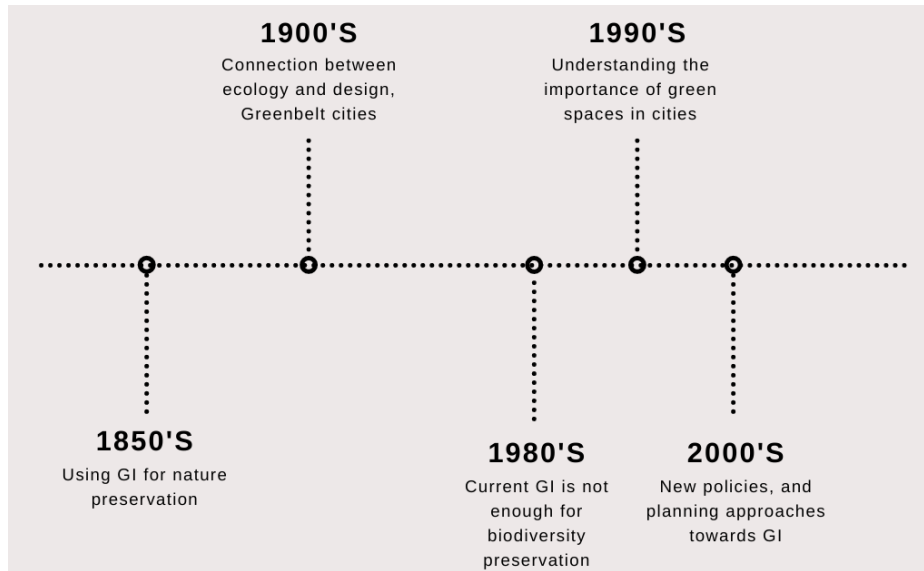 1900'S
Connection between
ecology and design,
Greenbelt cities
1990'S
Understanding the
importance of green
spaces in cities
1850'S
Using GI for nature
preservation
1980'S
Current GI is not
enough for
biodiversity
preservation
2000'S
New policies, and
planning approaches
towards GI